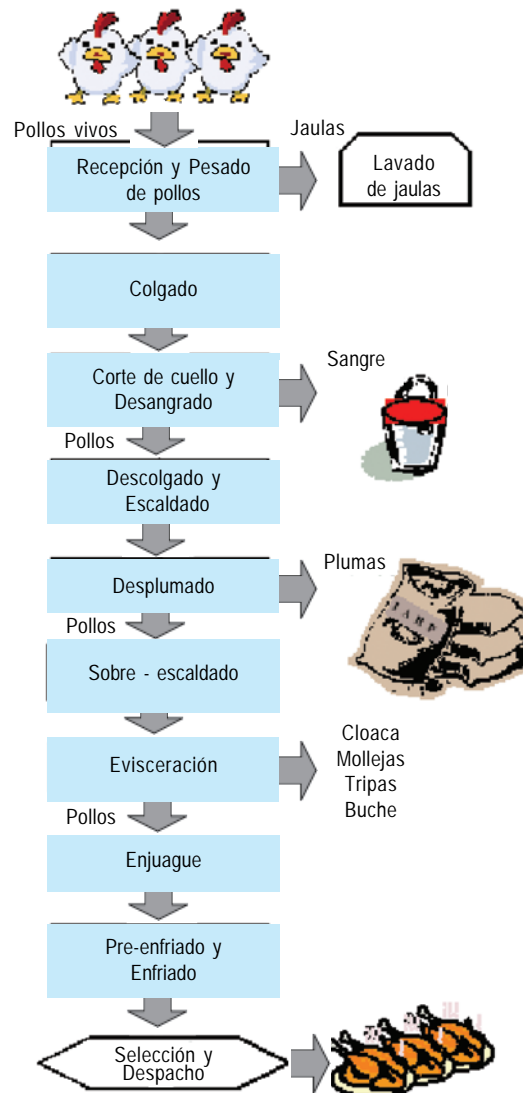 Pollos vivos
Jaulas
Recepción y Pesado
de pollos
Lavado
de jaulas
Colgado
Corte de cuello y
Desangrado
Sangre
Pollos
Descolgado y
Escaldado
Desplumado
Plumas
Pollos
Sobre - escaldado
Evisceración
Cloaca
Mollejas
Tripas
Buche
Pollos
Enjuague
Pre-enfriado y
Enfriado
Selección y
Despacho